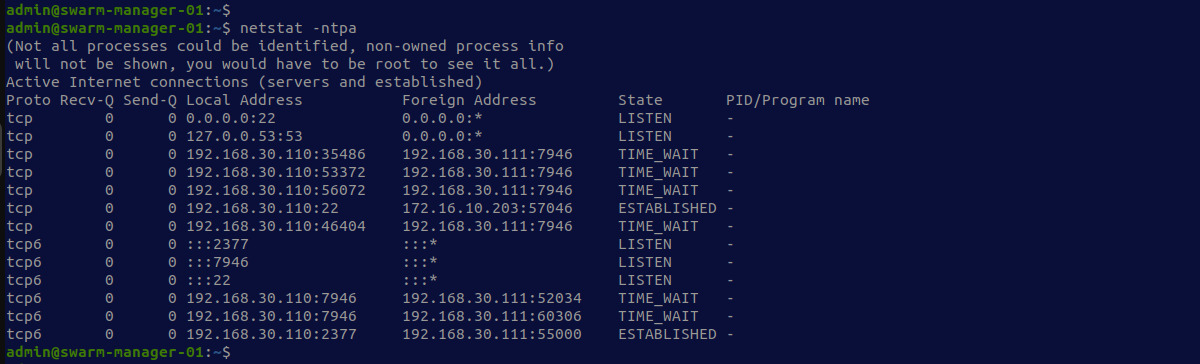 admin@swarm-manager-01:~$
admin@swarm-manager-01:~$ netstat -ntpa
(Not all processes could be identified, non-owned process info
 will not be shown, you would have to be root to see it all.)
Active Internet connections (servers and established)
Proto Recv-Q Send-Q Local Address           Foreign Address         State       PID/Program name
tcp        0      0 0.0.0.0:22              0.0.0.0:*               LISTEN      -
tcp        0      0 127.0.0.53:53           0.0.0.0:*               LISTEN      -
tcp        0      0 192.168.30.110:35486    192.168.30.111:7946     TIME_WAIT   -
tcp        0      0 192.168.30.110:53372    192.168.30.111:7946     TIME_WAIT   -
tcp        0      0 192.168.30.110:56072    192.168.30.111:7946     TIME_WAIT   -
tcp        0      0 192.168.30.110:22       172.16.10.203:57046     ESTABLISHED -
tcp        0      0 192.168.30.110:46404    192.168.30.111:7946     TIME_WAIT   -
tcp6       0      0 :::2377                 :::*                    LISTEN      -
tcp6       0      0 :::7946                 :::*                    LISTEN      -
tcp6       0      0 :::22                   :::*                    LISTEN      -
tcp6       0      0 192.168.30.110:7946     192.168.30.111:52034    TIME_WAIT   -
tcp6       0      0 192.168.30.110:7946     192.168.30.111:60306    TIME_WAIT   -
tcp6       0      0 192.168.30.110:2377     192.168.30.111:55000    ESTABLISHED -
admin@swarm-manager-01:~$